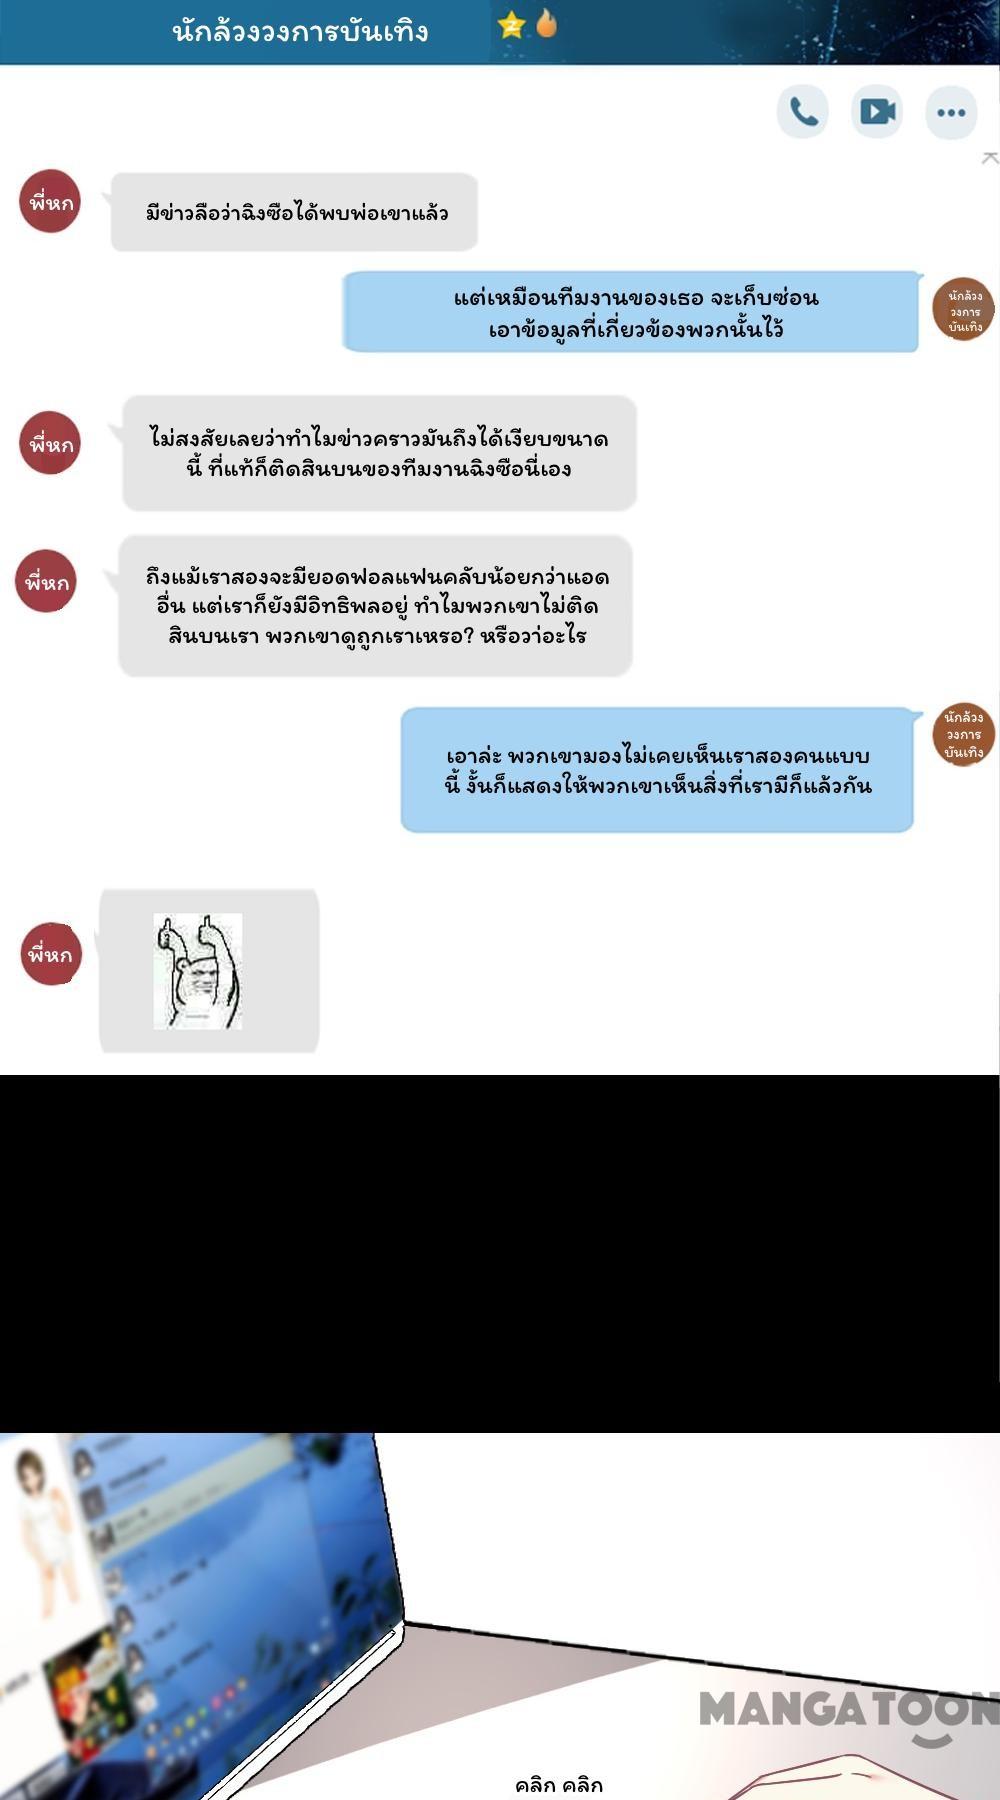 นักล้วงวงการบันเทิง
พี่หก
มีข่าวลือว่าฉิงซือได้พบพ่อเขาแล้ว
แต่เหมือนทีมงานของเธอ จะเก็บซ่อน
เอาข้อมูลที่เกี่ยวข้องพวกนั้นไว้
นักล้วง
วงการ
บันเทิง
พี่หก
ไม่สงสัยเลยว่าทำไมข่าวคราวมันถึงได้เงียบขนาด
นี้ ที่แท้ก็ติดสินบนของทีมงานฉิงซือนี่เอง
พี่หก
ถึงแม้เราสองจะมียอดฟอลแฟนคลับน้อยกว่าแอด
อื่น แต่เราก็ยังมีอิทธิพลอยู่ ทำไมพวกเขาไม่ติด
สินบนเรา พวกเขาดูถูกเราเหรอ? หรือว่าอะไร
เอาล่ะ พวกเขามองไม่เคยเห็นเราสองคนแบบ
นี้ งั้นก็แสดงให้พวกเขาเห็นสิ่งที่เรามีก็แล้วกัน
นักล้วง
วงการ
บันเทิง
พี่หก
MANGATOON
คลิก คลิก